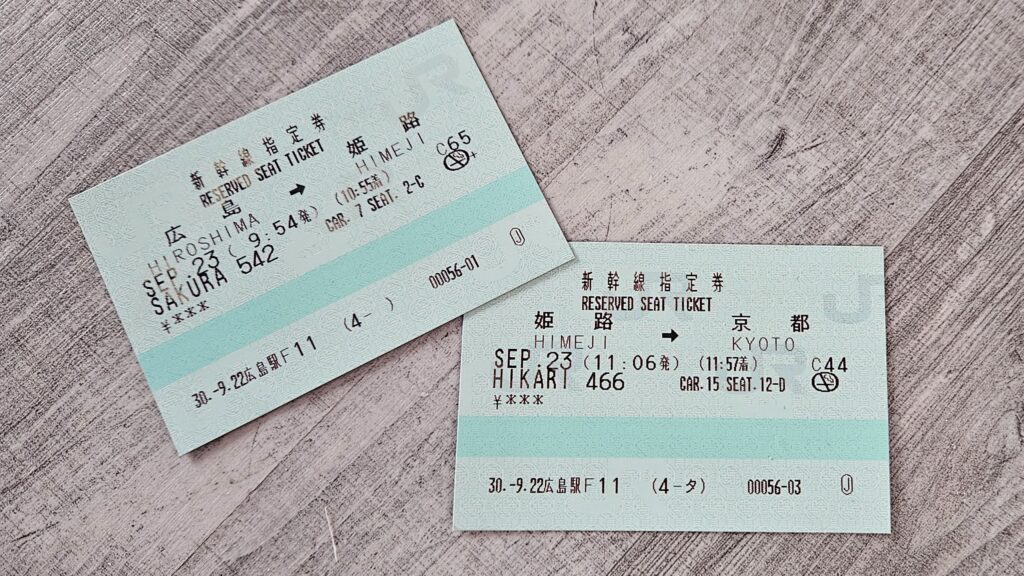 新幹線指定券
RESERVED SEAT TICKET
広島 → 姫路
HIROSHIMA HIMEJI C65
SEP.23 ( 9:54発) (10:55着)
SAKURA 542 CAR. 7 SEAT. 2-C
¥***
00056-01
30.-9.22広島駅F11 (4- )
新幹線指定券
RESERVED SEAT TICKET
姫路 → 京都
HIMEJI KYOTO
SEP.23 (11:06発) (11:57着) C44
HIKARI 466 CAR.15 SEAT.12-D
¥***
30.-9.22広島駅F11 (4-タ) 00056-03